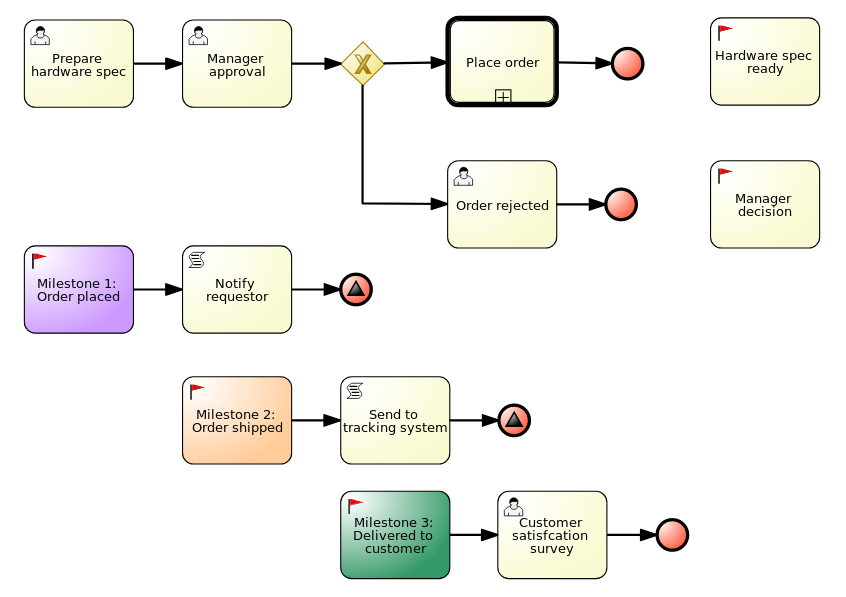 Prepare
hardware spec
Manager
approval
Place order
Hardware spec
ready
Order rejected
Manager
decision
Milestone 1:
Order placed
Notify
requestor
Milestone 2:
Order shipped
Send to
tracking system
Milestone 3:
Delivered to
customer
Customer
satisfcation
survey